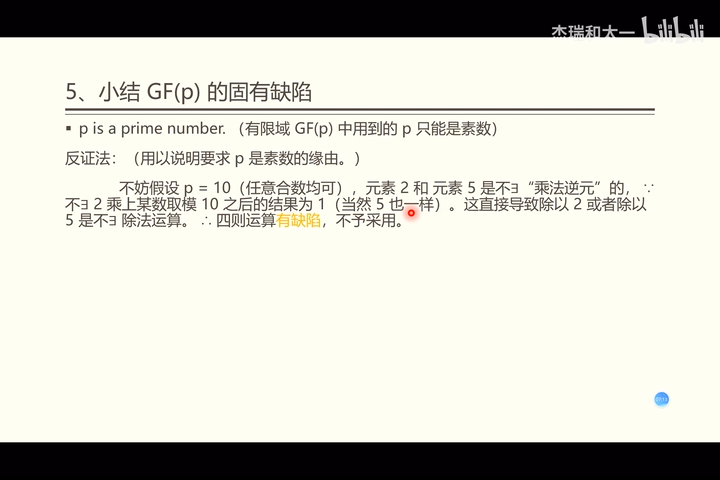 杰瑞和太一 bilibili
5、小结 GF(p) 的固有缺陷
▪ p is a prime number. （有限域 GF(p) 中用到的 p 只能是素数）
反证法：（用以说明要求 p 是素数的缘由。）
不妨假设 p = 10（任意合数均可），元素 2 和 元素 5 是不∃“乘法逆元”的，∵
不∃ 2 乘上某数取模 10 之后的结果为 1（当然 5 也一样）。这直接导致除以 2 或者除以
5 是不∃ 除法运算。 ∴ 四则运算有缺陷，不予采用。